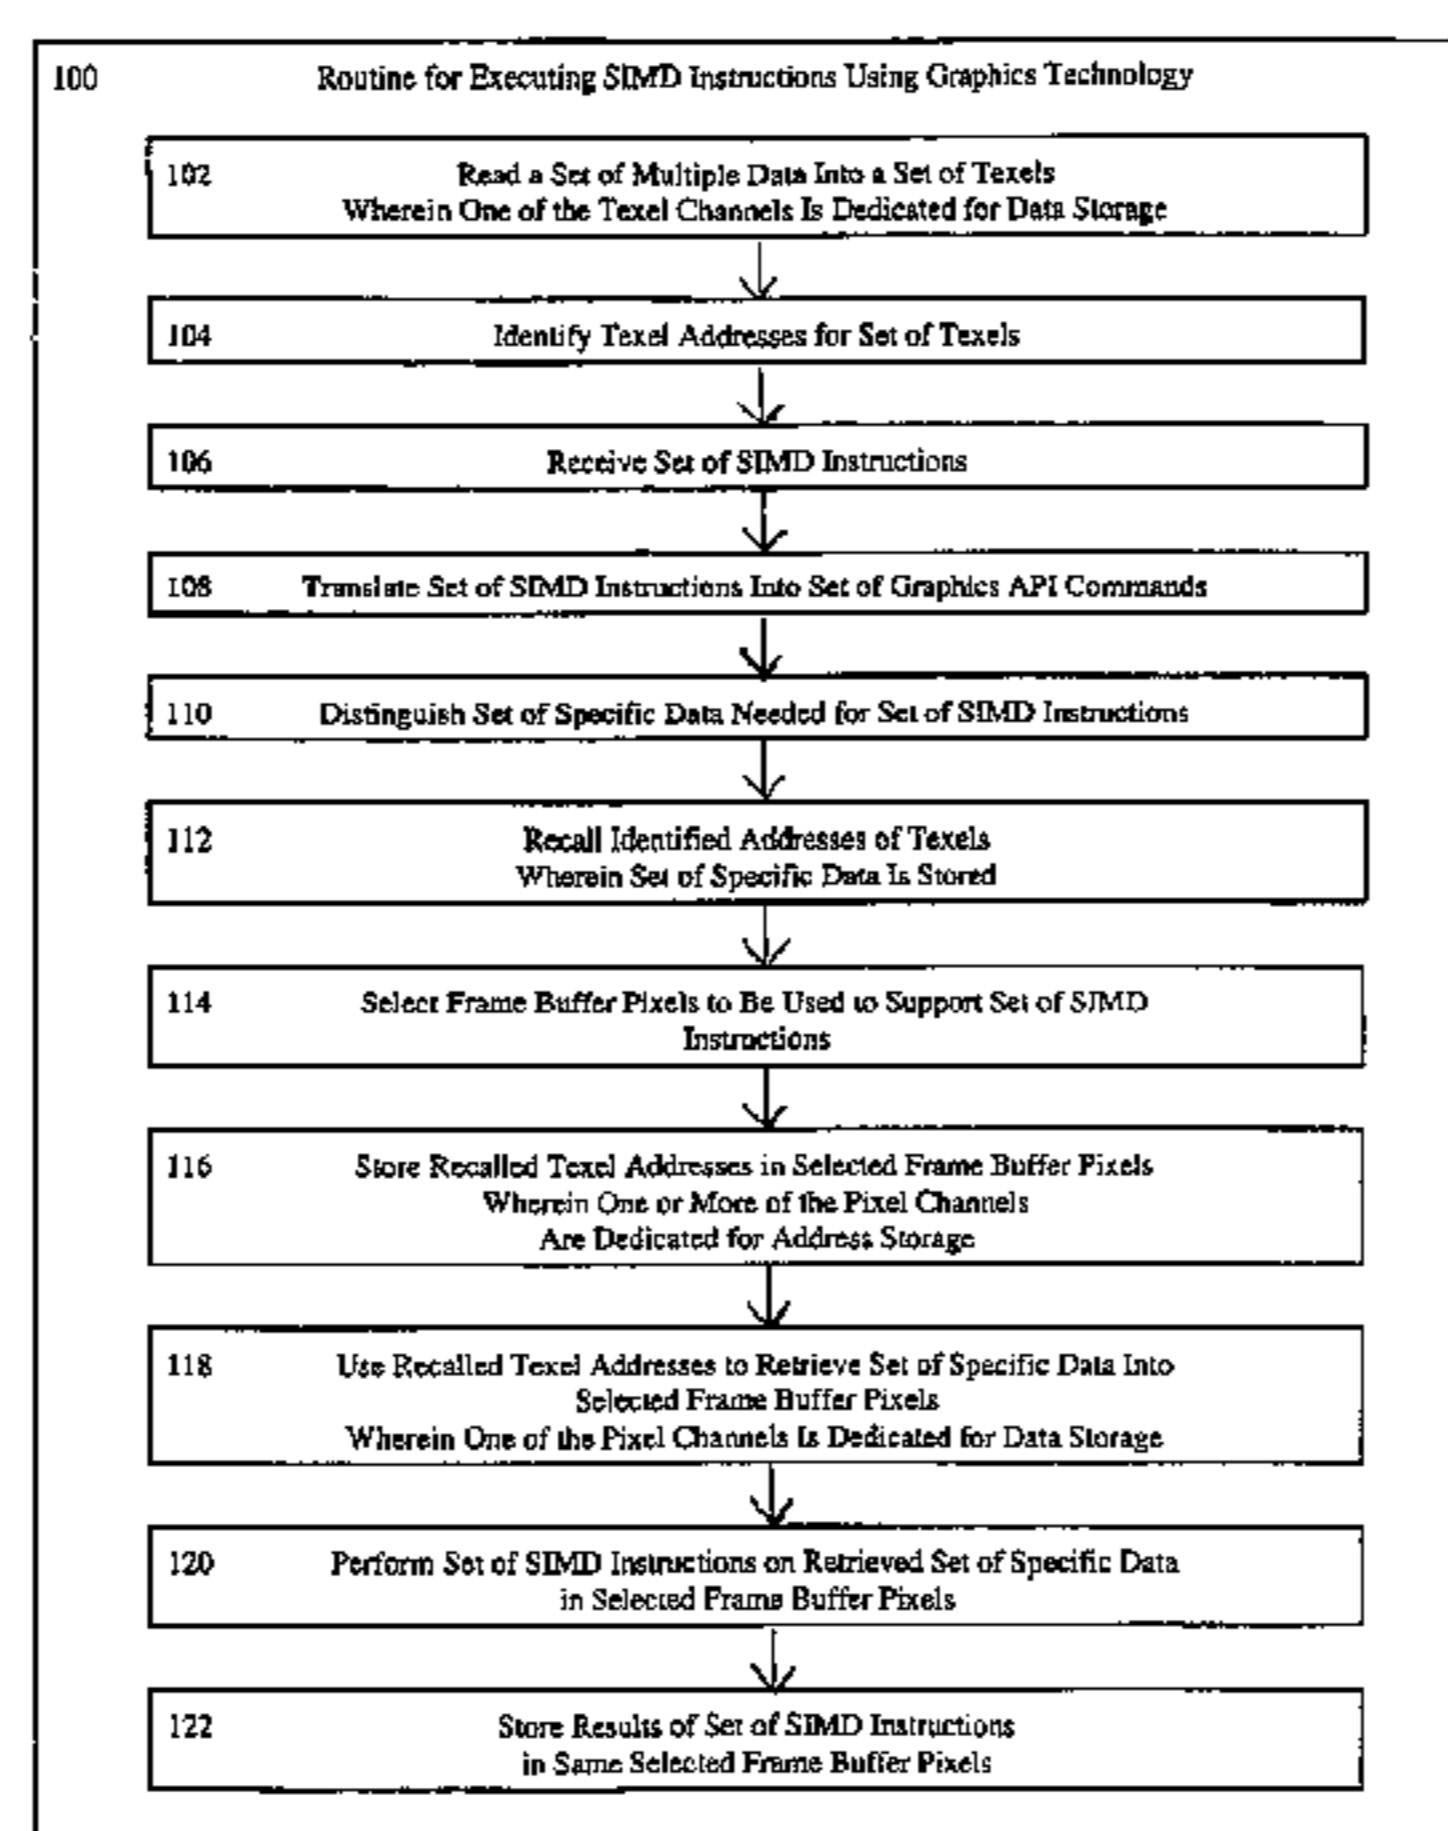 100 Routine for Executing SIMD Instructions Using Graphics Technology
102 Read a Set of Multiple Data Into a Set of Texels
Wherein One of the Texel Channels Is Dedicated for Data Storage
104 Identify Texel Addresses for Set of Texels
106 Receive Set of SIMD Instructions
108 Translate Set of SIMD Instructions Into Set of Graphics API Commands
110 Distinguish Set of Specific Data Needed for Set of SIMD Instructions
112 Recall Identified Addresses of Texels
Wherein Set of Specific Data Is Stored
114 Select Frame Buffer Pixels to Be Used to Support Set of SIMD
Instructions
116 Store Recalled Texel Addresses in Selected Frame Buffer Pixels
Wherein One or More of the Pixel Channels
Are Dedicated for Address Storage
118 Use Recalled Texel Addresses to Retrieve Set of Specific Data Into
Selected Frame Buffer Pixels
Wherein One of the Pixel Channels Is Dedicated for Data Storage
120 Perform Set of SIMD Instructions on Retrieved Set of Specific Data
in Selected Frame Buffer Pixels
122 Store Results of Set of SIMD Instructions
in Same Selected Frame Buffer Pixels